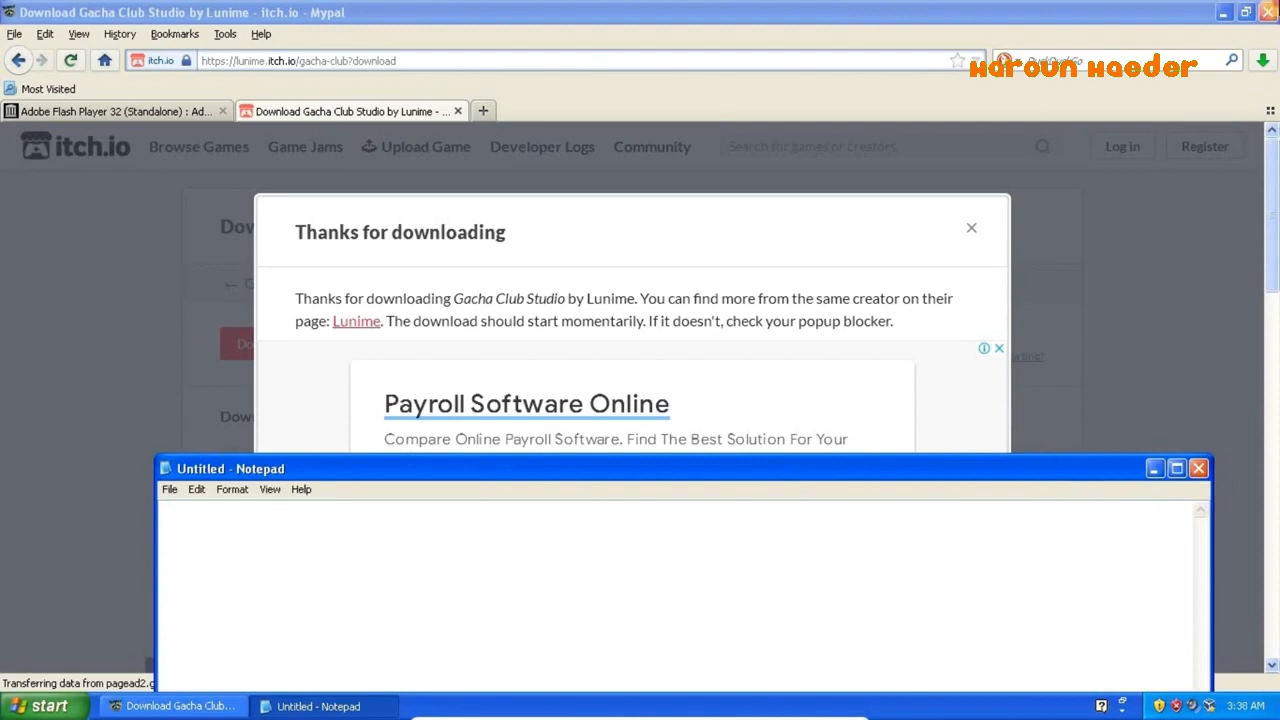 Download Gacha Club Studio by Lunime - itch.io - Mypal
File Edit View History Bookmarks Tools Help
itch.io https://lunime.itch.io/gacha-club?download
Haroun Haeder
Most Visited
Adobe Flash Player 32 (Standalone) : Ad... Download Gacha Club Studio by Lunime - ...
itch.io Browse Games Game Jams Upload Game Developer Logs Community Search for games or creators Log in Register
Thanks for downloading
Thanks for downloading Gacha Club Studio by Lunime. You can find more from the same creator on their
page: Lunime. The download should start momentarily. If it doesn't, check your popup blocker.
Payroll Software Online
Compare Online Payroll Software. Find The Best Solution For Your
Untitled - Notepad
File Edit Format View Help
Transferring data from pagead2.g
start Download Gacha Club... Untitled - Notepad 3:38 AM